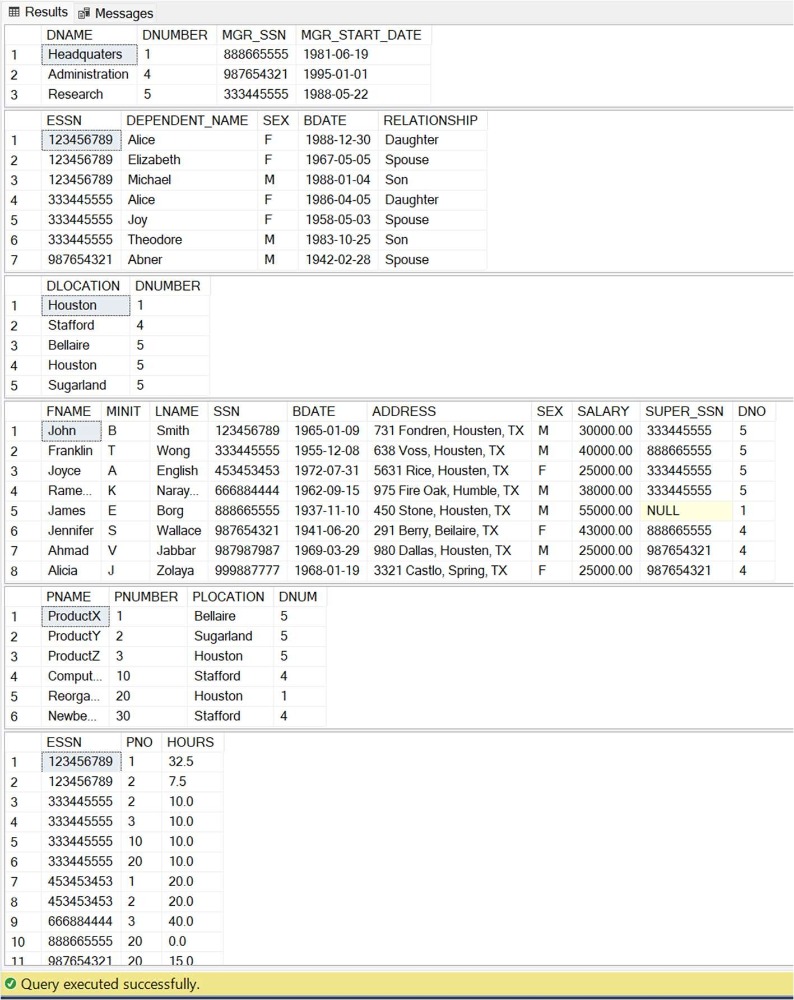 Results Messages
DNAME DNUMBER MGR_SSN MGR_START_DATE
1 Headquaters 1 888665555 1981-06-19
2 Administration 4 987654321 1995-01-01
3 Research 5 333445555 1988-05-22
ESSN DEPENDENT_NAME SEX BDATE RELATIONSHIP
1 123456789 Alice F 1988-12-30 Daughter
2 123456789 Elizabeth F 1967-05-05 Spouse
3 123456789 Michael M 1988-01-04 Son
4 333445555 Alice F 1986-04-05 Daughter
5 333445555 Joy F 1958-05-03 Spouse
6 333445555 Theodore M 1983-10-25 Son
7 987654321 Abner M 1942-02-28 Spouse
DLOCATION DNUMBER
1 Houston 1
2 Stafford 4
3 Bellaire 5
4 Houston 5
5 Sugarland 5
FNAME MINIT LNAME SSN BDATE ADDRESS SEX SALARY SUPER_SSN DNO
1 John B Smith 123456789 1965-01-09 731 Fondren, Housten, TX M 30000.00 333445555 5
2 Franklin T Wong 333445555 1955-12-08 638 Voss, Housten, TX M 40000.00 888665555 5
3 Joyce A English 453453453 1972-07-31 5631 Rice, Housten, TX F 25000.00 333445555 5
4 Rame... K Naray... 666884444 1962-09-15 975 Fire Oak, Humble, TX M 38000.00 333445555 5
5 James E Borg 888665555 1937-11-10 450 Stone, Housten, TX M 55000.00 NULL 1
6 Jennifer S Wallace 987654321 1941-06-20 291 Berry, Beilaire, TX F 43000.00 888665555 4
7 Ahmad V Jabbar 987987987 1969-03-29 980 Dallas, Housten, TX M 25000.00 987654321 4
8 Alicia J Zolaya 999887777 1968-01-19 3321 Castlo, Spring, TX F 25000.00 987654321 4
PNAME PNUMBER PLOCATION DNUM
1 ProductX 1 Bellaire 5
2 ProductY 2 Sugarland 5
3 ProductZ 3 Houston 5
4 Comput... 10 Stafford 4
5 Reorga... 20 Houston 1
6 Newbe... 30 Stafford 4
ESSN PNO HOURS
1 123456789 1 32.5
2 123456789 2 7.5
3 333445555 2 10.0
4 333445555 3 10.0
5 333445555 10 10.0
6 333445555 20 10.0
7 453453453 1 20.0
8 453453453 2 20.0
9 666884444 3 40.0
10 888665555 20 0.0
11 987654321 20 15.0
Query executed successfully.